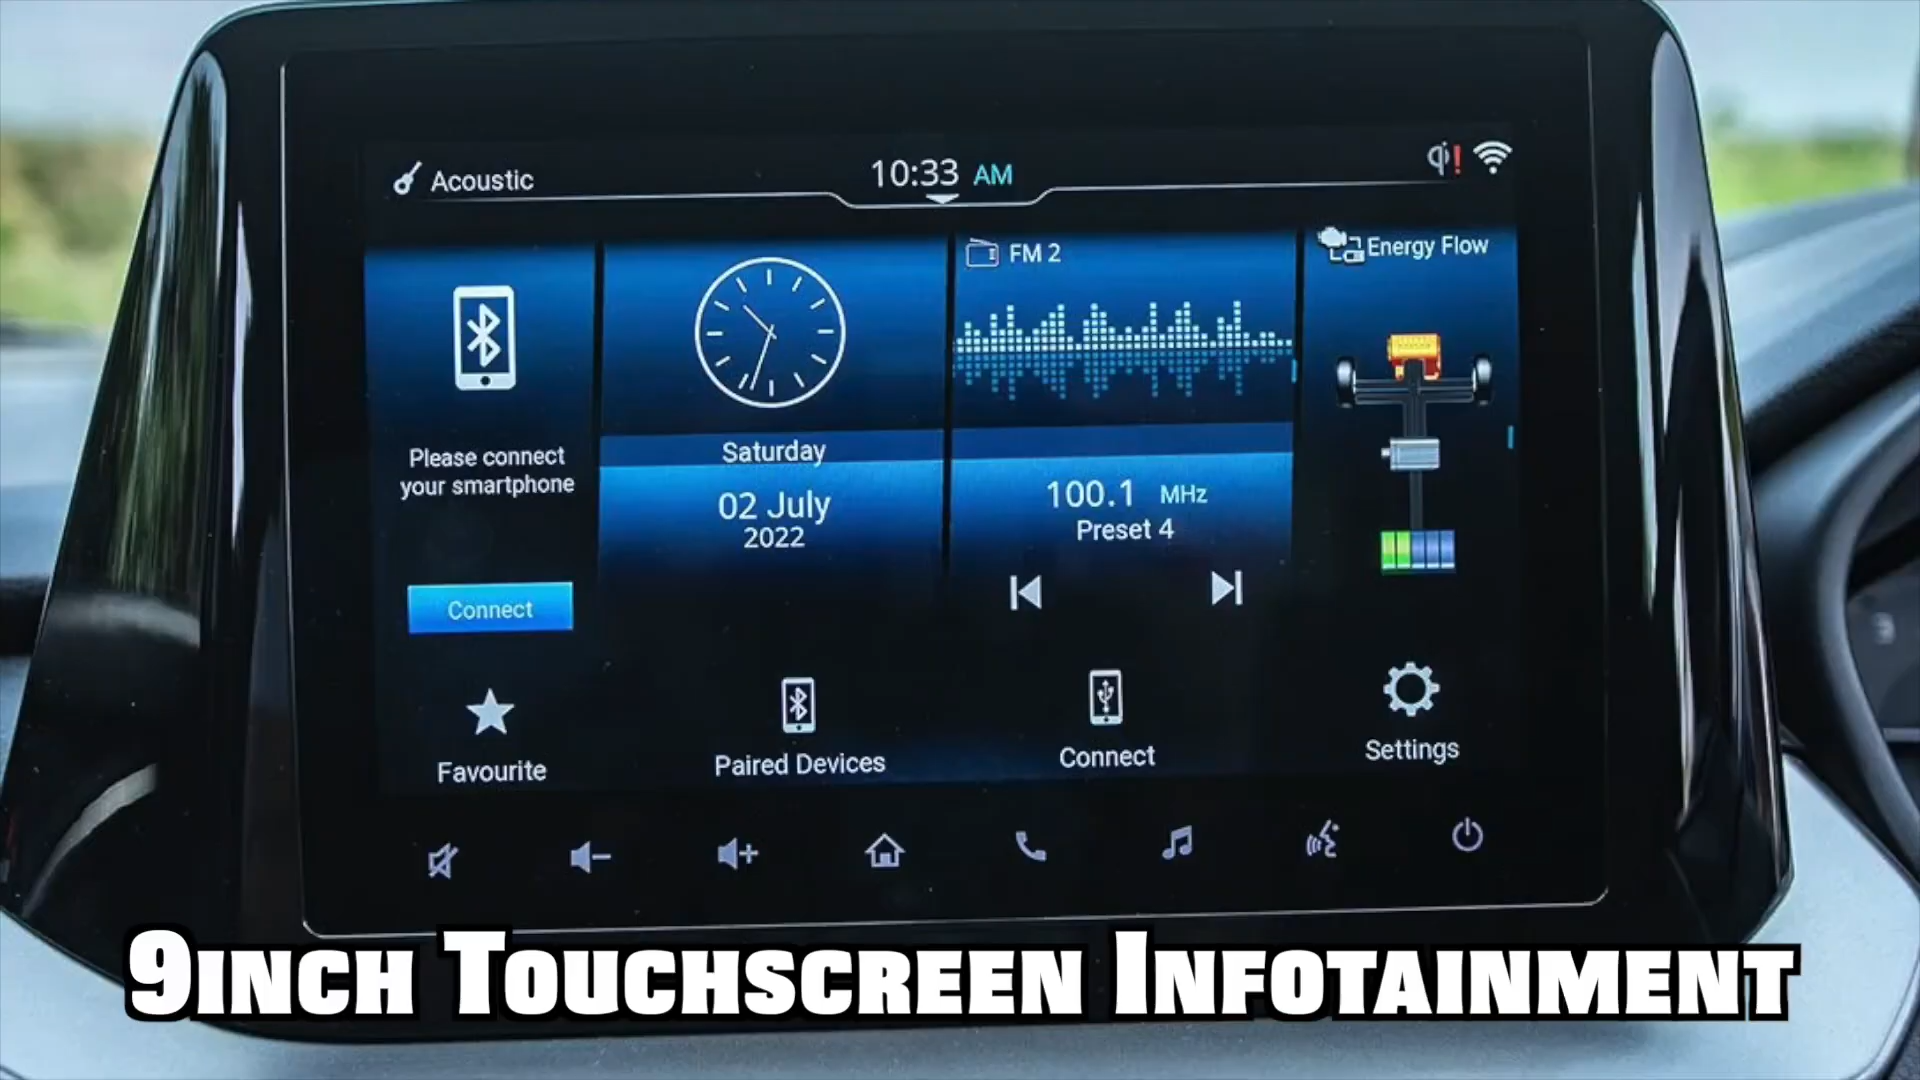 Acoustic
10:33 AM
FM 2
Energy Flow
Please connect
your smartphone
Saturday
02 July
2022
100.1 MHz
Preset 4
Connect
Favourite
Paired Devices
Connect
Settings
9inch Touchscreen Infotainment